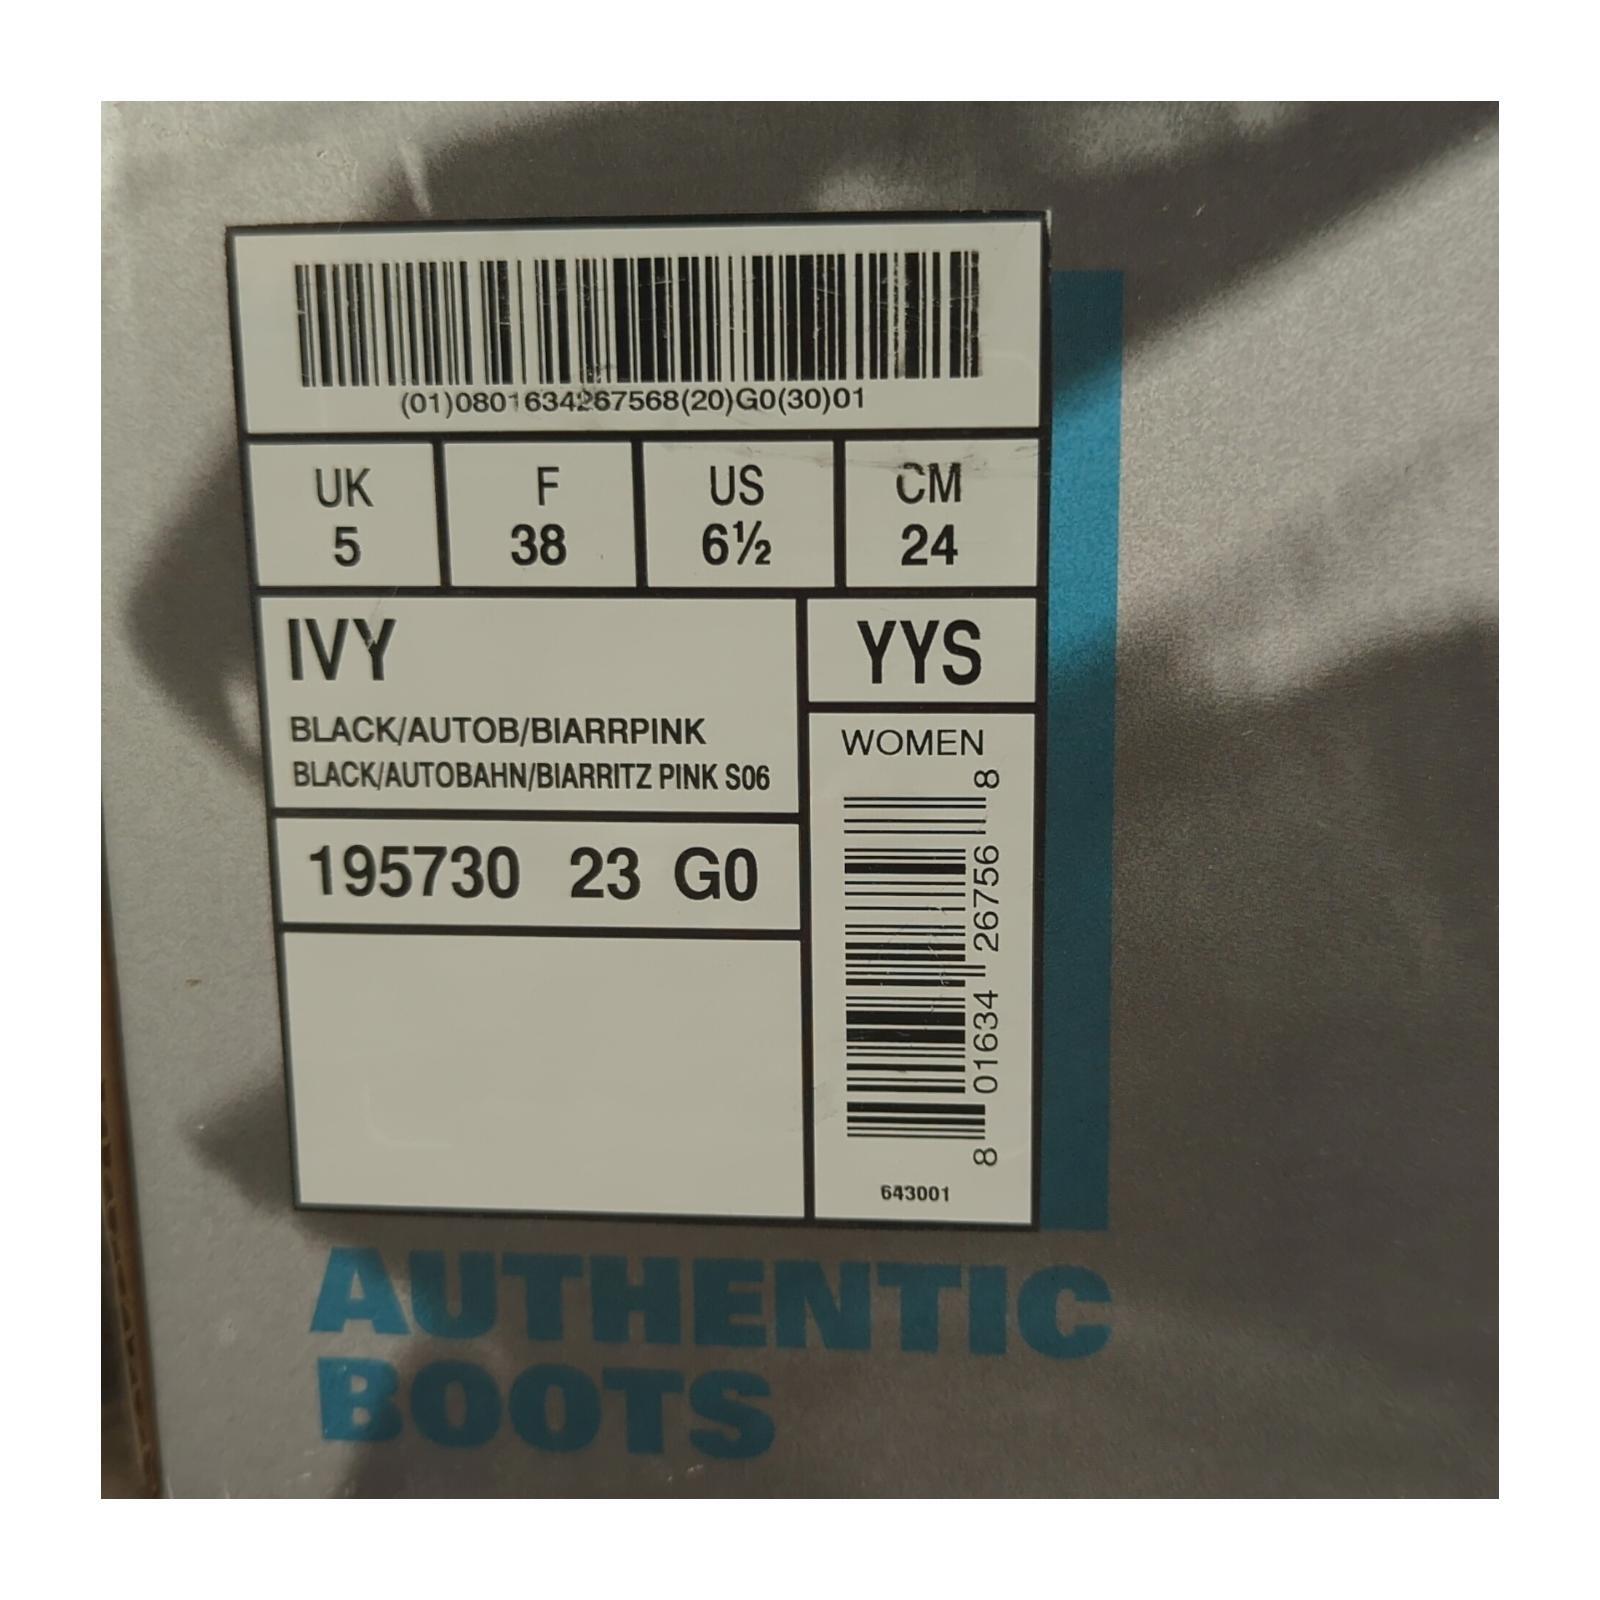 (01)0801634267568(20)G0(30)01
UK F US CM
5 38 6½ 24
IVY
YYS
BLACK/AUTOB/BIARRPINK
BLACK/AUTOBAHN/BIARRITZ PINK S06
WOMEN
195730 23 G0
8 01634 26756 8
643001
AUTHENTIC
BOOTS